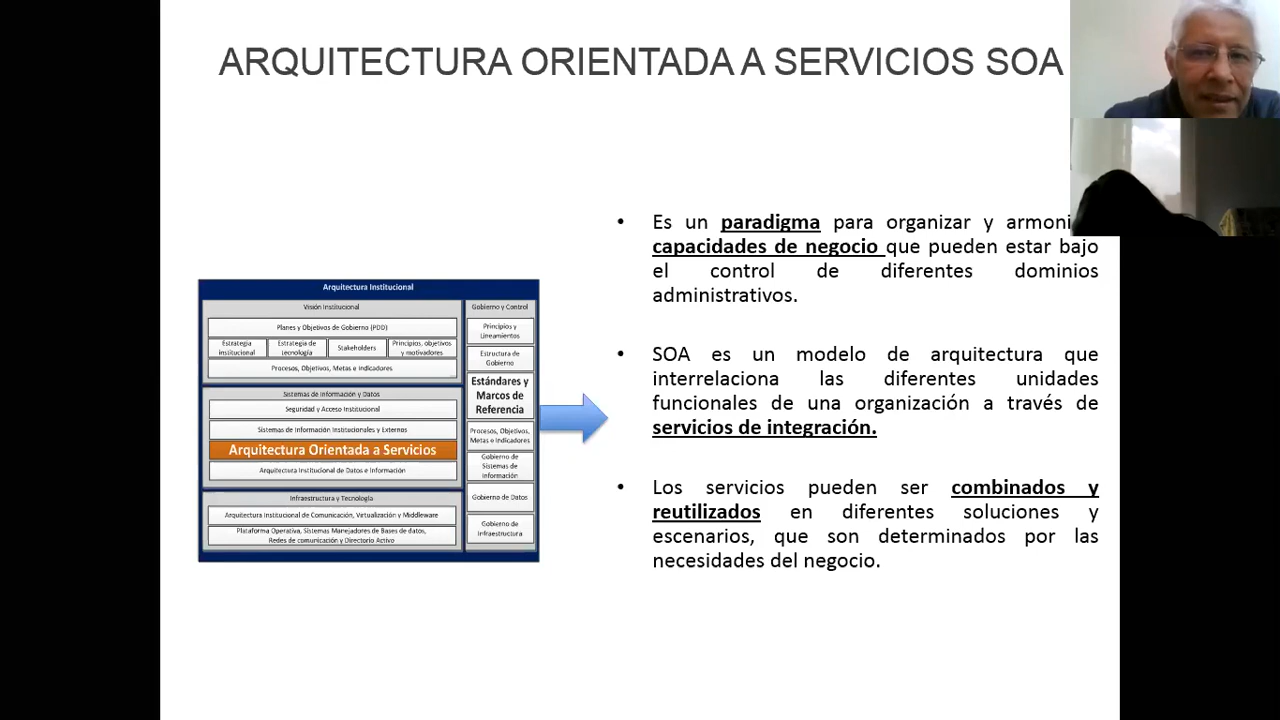 ARQUITECTURA ORIENTADA A SERVICIOS SOA
Arquitectura Institucional
Visión Institucional
Planes y Objetivos de Gobierno (PDD)
Estrategia
institucional
Estrategia de
tecnología
Stakeholders
Principios, objetivos
y motivadores
Procesos, Objetivos, Metas e Indicadores
Sistemas de Información y Datos
Seguridad y Acceso Institucional
Sistemas de Información Institucionales y Externos
Arquitectura Orientada a Servicios
Arquitectura Institucional de Datos e Información
Infraestructura y Tecnología
Arquitectura Institucional de Comunicación, Virtualización y Middleware
Plataforma Operativa, Sistemas Manejadores de Bases de datos,
Redes de comunicación y Directorio Activo
Gobierno y Control
Principios y
Lineamientos
Estructura de
Gobierno
Estándares y
Marcos de
Referencia
Procesos, Objetivos,
Metas e Indicadores
Gobierno de
Sistemas de
Información
Gobierno de Datos
Gobierno de
Infraestructura
• Es un paradigma para organizar y
capacidades de negocio que pueden estar bajo
el control de diferentes dominios
administrativos.
• SOA es un modelo de arquitectura que
interrelaciona las diferentes unidades
funcionales de una organización a través de
servicios de integración.
• Los servicios pueden ser combinados y
reutilizados en diferentes soluciones y
escenarios, que son determinados por las
necesidades del negocio.